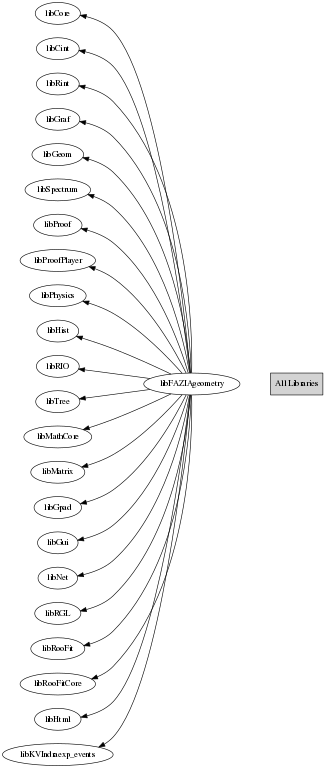 libCore
libCint
libRint
libGraf
libGeom
libSpectrum
libProof
libProofPlayer
libPhysics
libHist
libRIO
libFAZIAgeometry
All Libraries
libTree
libMathCore
libMatrix
libGpad
libGui
libNet
libRGL
libRooFit
libRooFitCore
libHtml
libKVIndraexp_events